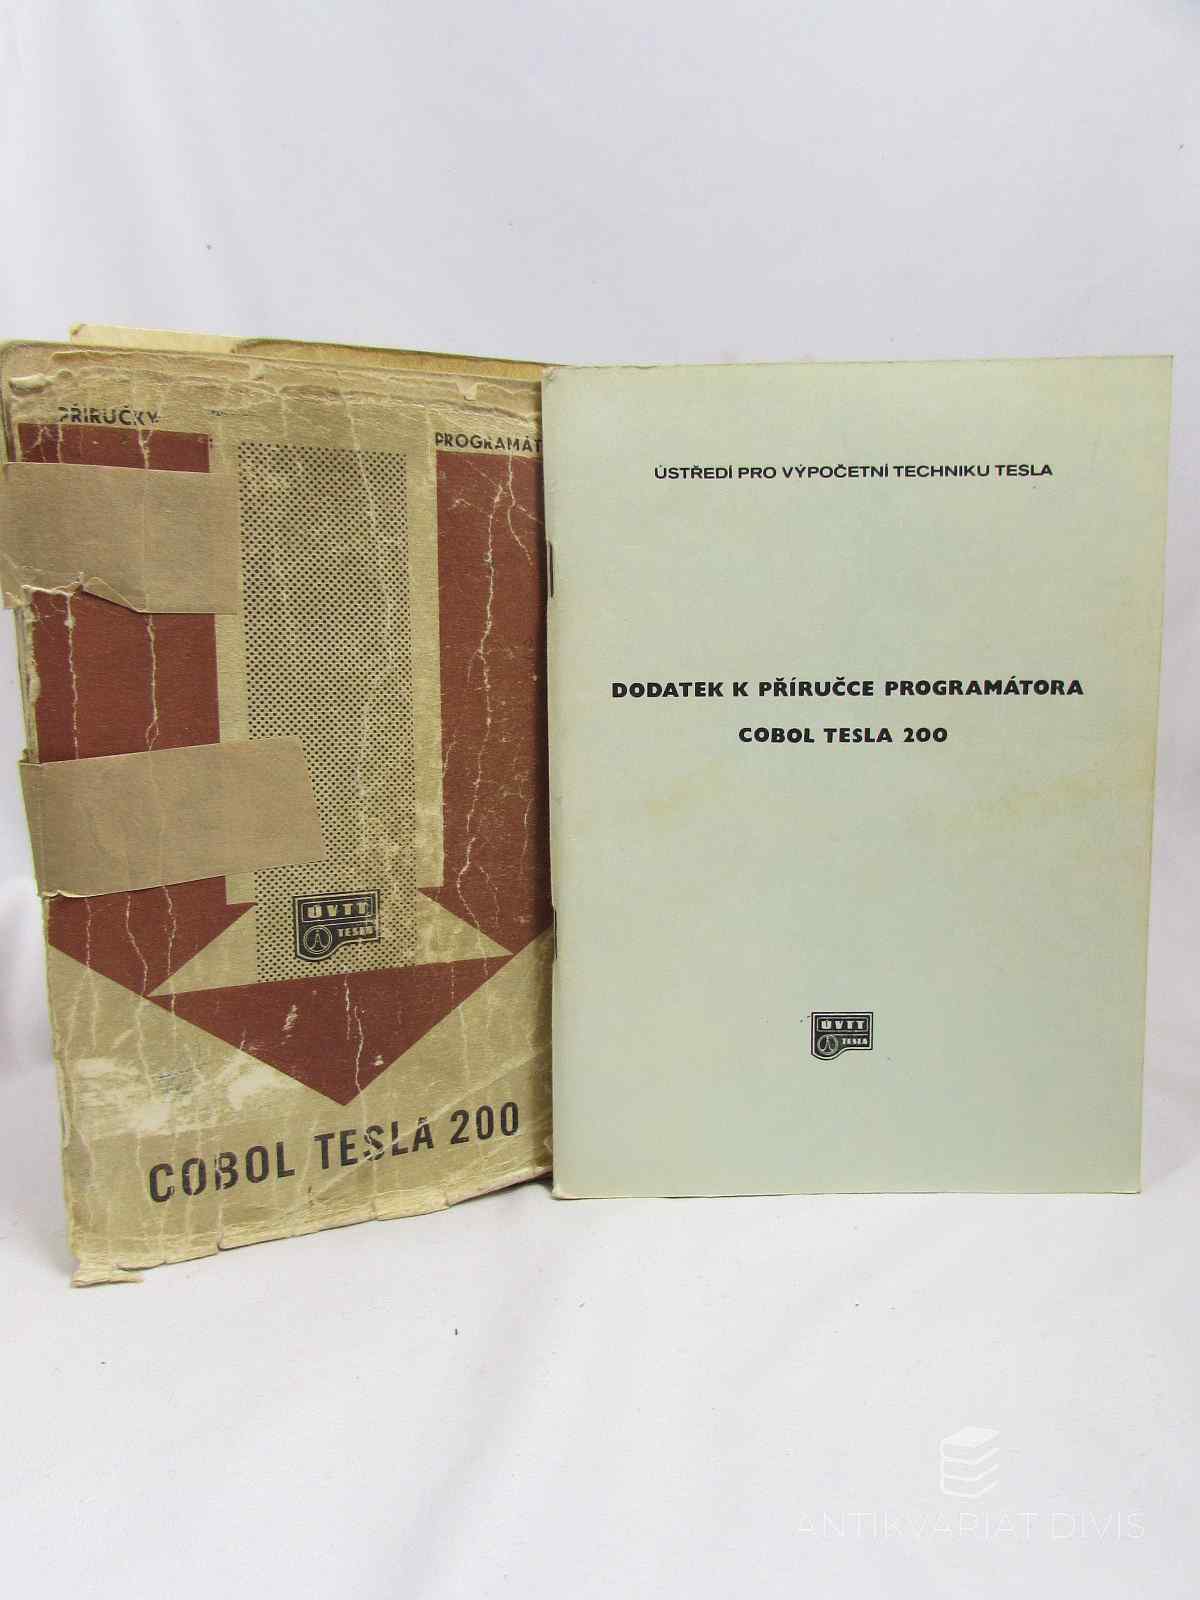 PŘÍRUČKY
PROGRAMÁT
ÚVTT
TESLA
COBOL TESLA 200
ÚSTŘEDÍ PRO VÝPOČETNÍ TECHNIKU TESLA
DODATEK K PŘÍRUČCE PROGRAMÁTORA
COBOL TESLA 200
ÚVTT
TESLA
ANTIKVARIAT DIVIS